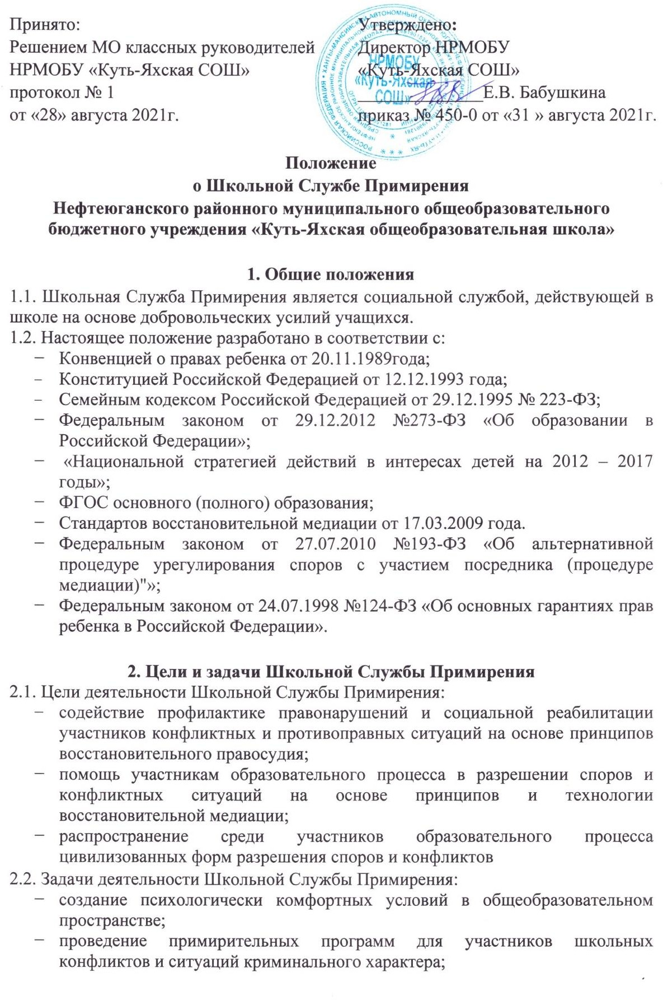 Принято:
Решением МО классных руководителей
НРМОБУ «Куть-Яхская СОШ»
протокол № 1
от «28» августа 2021г.
Утверждено:
Директор НРМОБУ
«Куть-Яхская СОШ»
Е.В. Бабушкина
приказ № 450-0 от «31 » августа 2021г.
НРМОБУ
«Куть-Яхская
СОШ»
Положение
о Школьной Службе Примирения
Нефтеюганского районного муниципального общеобразовательного
бюджетного учреждения «Куть-Яхская общеобразовательная школа»
1. Общие положения
1.1. Школьная Служба Примирения является социальной службой, действующей в
школе на основе добровольческих усилий учащихся.
1.2. Настоящее положение разработано в соответствии с:
− Конвенцией о правах ребенка от 20.11.1989года;
− Конституцией Российской Федерацией от 12.12.1993 года;
− Семейным кодексом Российской Федерацией от 29.12.1995 № 223-ФЗ;
− Федеральным законом от 29.12.2012 №273-ФЗ «Об образовании в
Российской Федерации»;
− «Национальной стратегией действий в интересах детей на 2012 – 2017
годы»;
− ФГОС основного (полного) образования;
− Стандартов восстановительной медиации от 17.03.2009 года.
− Федеральным законом от 27.07.2010 №193-ФЗ «Об альтернативной
процедуре урегулирования споров с участием посредника (процедуре
медиации)"»;
− Федеральным законом от 24.07.1998 №124-ФЗ «Об основных гарантиях прав
ребенка в Российской Федерации».
2. Цели и задачи Школьной Службы Примирения
2.1. Цели деятельности Школьной Службы Примирения:
− содействие профилактике правонарушений и социальной реабилитации
участников конфликтных и противоправных ситуаций на основе принципов
восстановительного правосудия;
− помощь участникам образовательного процесса в разрешении споров и
конфликтных ситуаций на основе принципов и технологии
восстановительной медиации;
− распространение среди участников образовательного процесса
цивилизованных форм разрешения споров и конфликтов
2.2. Задачи деятельности Школьной Службы Примирения:
− создание психологически комфортных условий в общеобразовательном
пространстве;
− проведение примирительных программ для участников школьных
конфликтов и ситуаций криминального характера;